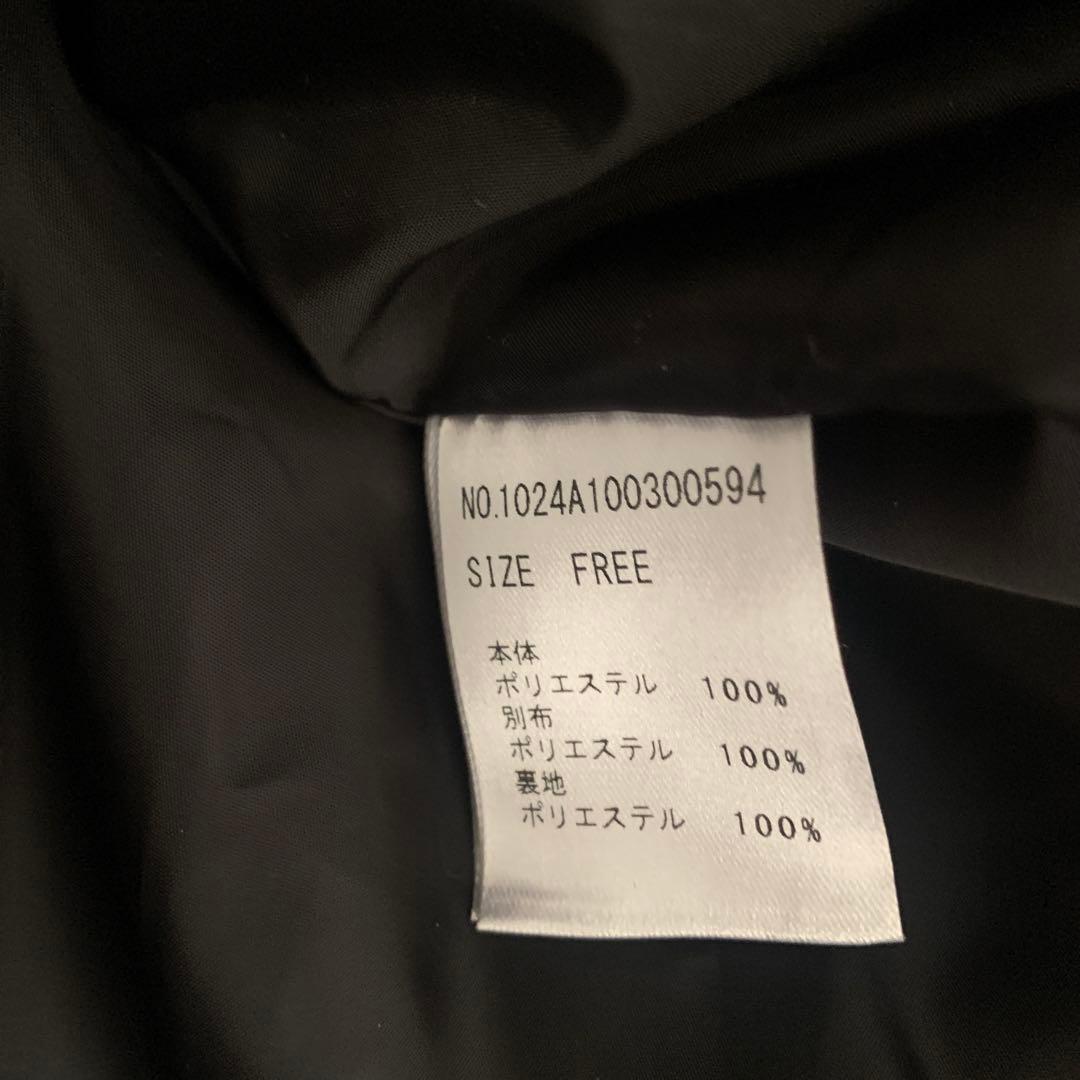 NO.1024A100300594
SIZE FREE
本体
ポリエステル 100%
別布
ポリエステル 100%
裏地
ポリエステル 100%